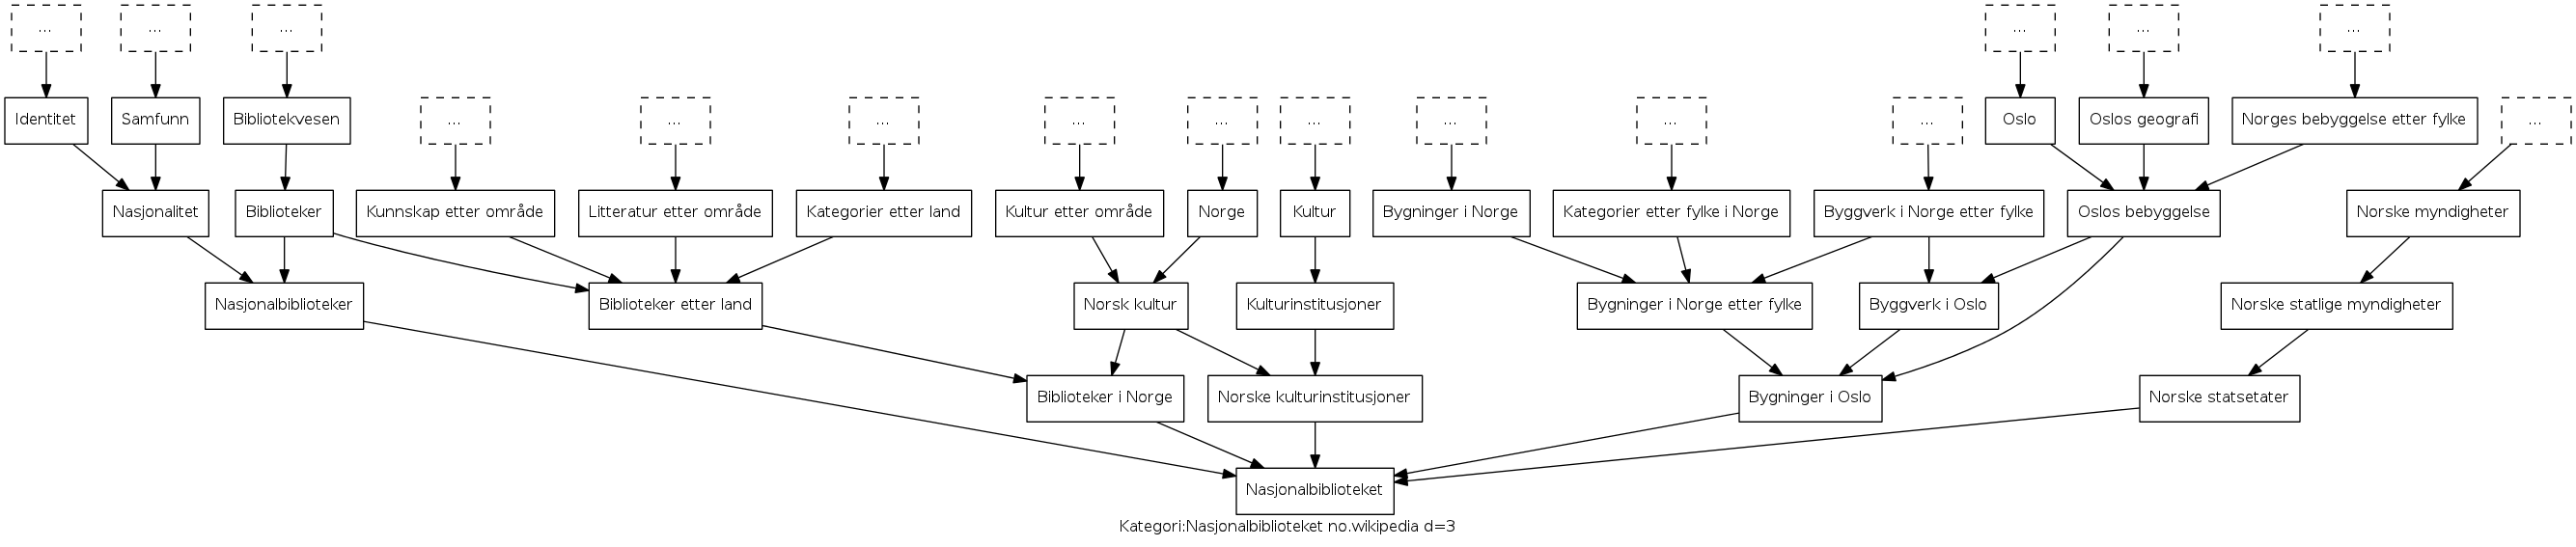 ...
...
...
...
...
...
Identitet
Samfunn
Bibliotekvesen
...
...
...
...
...
...
...
...
...
Oslo
Oslos geografi
Norges bebyggelse etter fylke
...
Nasjonalitet
Biblioteker
Kunnskap etter område
Litteratur etter område
Kategorier etter land
Kultur etter område
Norge
Kultur
Bygninger i Norge
Kategorier etter fylke i Norge
Byggverk i Norge etter fylke
Oslos bebyggelse
Norske myndigheter
Nasjonalbiblioteker
Biblioteker etter land
Norsk kultur
Kulturinstitusjoner
Bygninger i Norge etter fylke
Byggverk i Oslo
Norske statlige myndigheter
Biblioteker i Norge
Norske kulturinstitusjoner
Bygninger i Oslo
Norske statsetater
Nasjonalbiblioteket
Kategori:Nasjonalbiblioteket no.wikipedia d=3